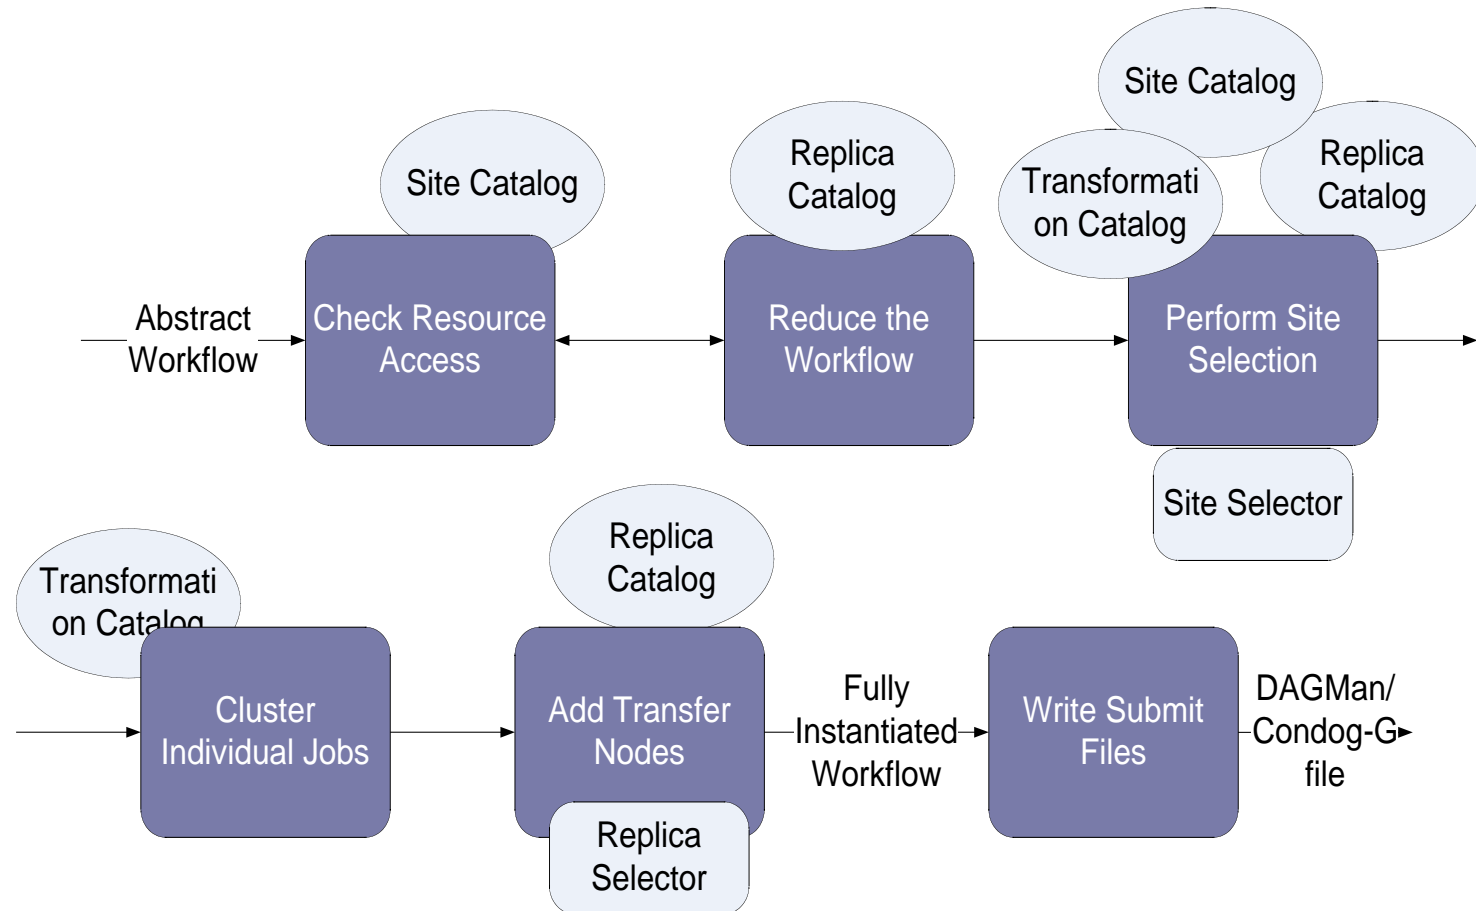 Site Catalog
Replica
Catalog
Site Catalog
Transformati
on Catalog
Replica
Catalog
Abstract
Workflow
Check Resource
Access
Reduce the
Workflow
Perform Site
Selection
Site Selector
Transformati
on Catalog
Replica
Catalog
Cluster
Individual Jobs
Add Transfer
Nodes
Replica
Selector
Fully
Instantiated
Workflow
Write Submit
Files
DAGMan/
Condog-G
file